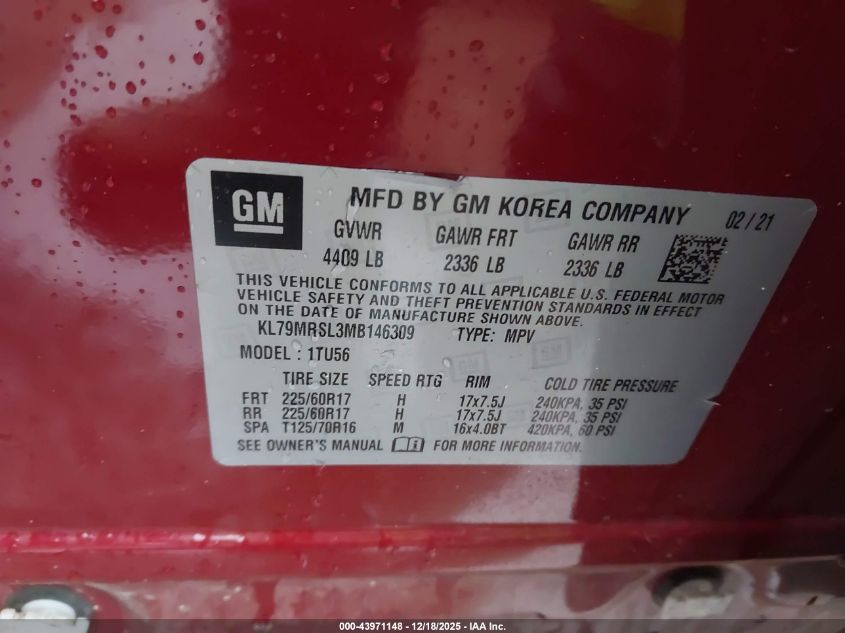 GM
MFD BY GM KOREA COMPANY 02 / 21
GVWR GAWR FRT GAWR RR
4409 LB 2336 LB 2336 LB
THIS VEHICLE CONFORMS TO ALL APPLICABLE U.S. FEDERAL MOTOR
VEHICLE SAFETY AND THEFT PREVENTION STANDARDS IN EFFECT
ON THE DATE OF MANUFACTURE SHOWN ABOVE.
KL79MRSL3MB146309 TYPE: MPV
MODEL : 1TU56
TIRE SIZE SPEED RTG RIM COLD TIRE PRESSURE
FRT 225/60R17 H 17x7.5J 240KPA, 35 PSI
RR 225/60R17 H 17x7.5J 240KPA, 35 PSI
SPA T125/70R16 M 16x4.0BT 420KPA, 60 PSI
SEE OWNER'S MANUAL FOR MORE INFORMATION.
000-43971148 - 12/18/2025 - IAA Inc.